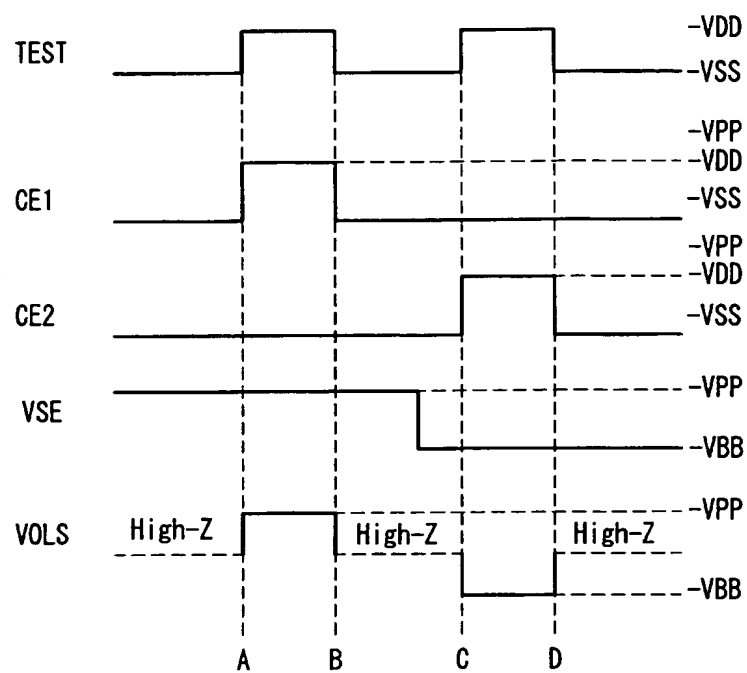 TEST
-VDD
-VSS
-VPP
-VDD
CE1
-VSS
-VPP
-VDD
CE2
-VSS
-VPP
VSE
-VBB
-VPP
VOLS
High-Z
High-Z
High-Z
-VBB
A
B
C
D